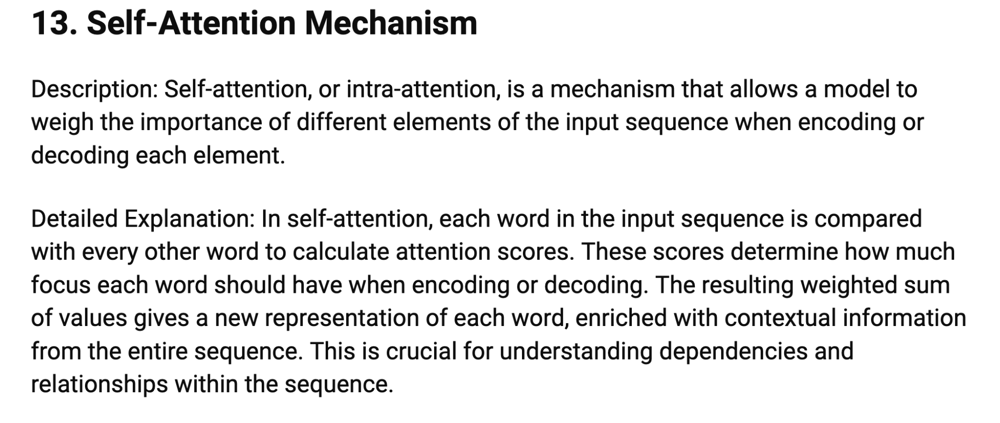 13. Self-Attention Mechanism
Description: Self-attention, or intra-attention, is a mechanism that allows a model to
weigh the importance of different elements of the input sequence when encoding or
decoding each element.
Detailed Explanation: In self-attention, each word in the input sequence is compared
with every other word to calculate attention scores. These scores determine how much
focus each word should have when encoding or decoding. The resulting weighted sum
of values gives a new representation of each word, enriched with contextual information
from the entire sequence. This is crucial for understanding dependencies and
relationships within the sequence.